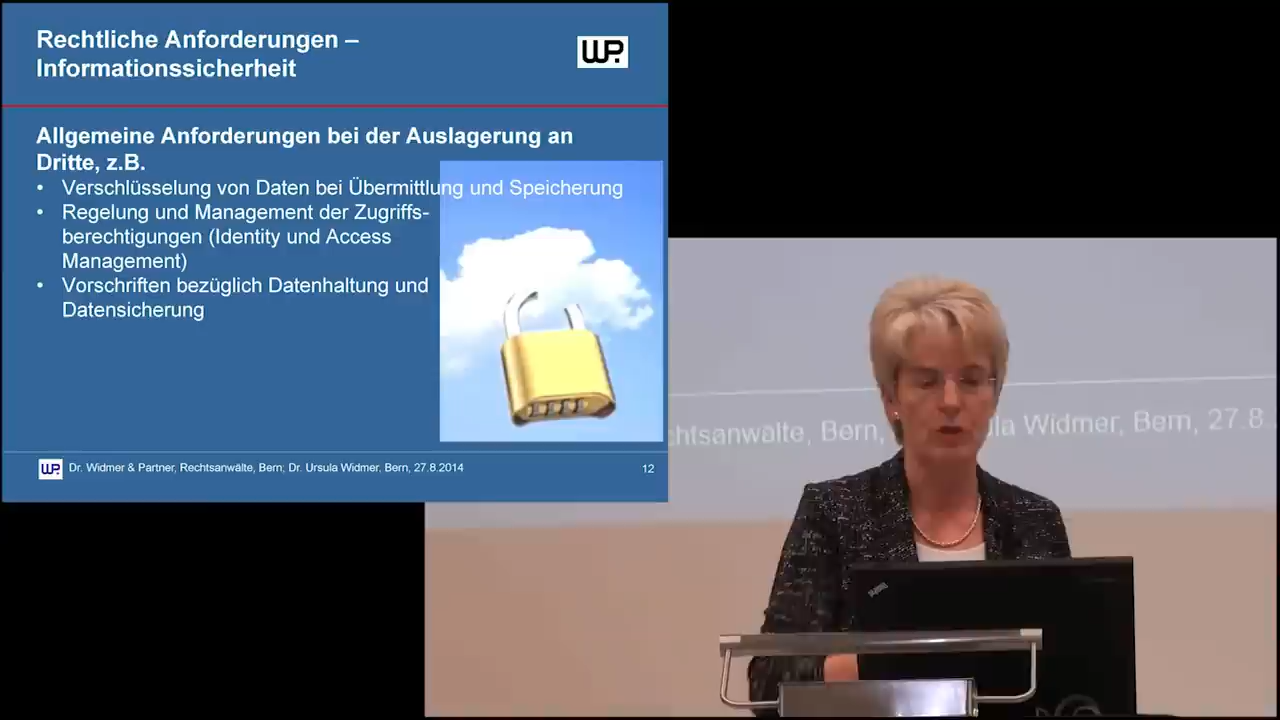 Rechtliche Anforderungen –
Informationssicherheit
WP.
Allgemeine Anforderungen bei der Auslagerung an
Dritte, z.B.
• Verschlüsselung von Daten bei Übermittlung und Speicherung
• Regelung und Management der Zugriffs-
berechtigungen (Identity und Access
Management)
• Vorschriften bezüglich Datenhaltung und
Datensicherung
WP. Dr. Widmer & Partner, Rechtsanwälte, Bern; Dr. Ursula Widmer, Bern, 27.8.2014
12
htsanwälte, Bern, ula Widmer, Bern, 27.8.